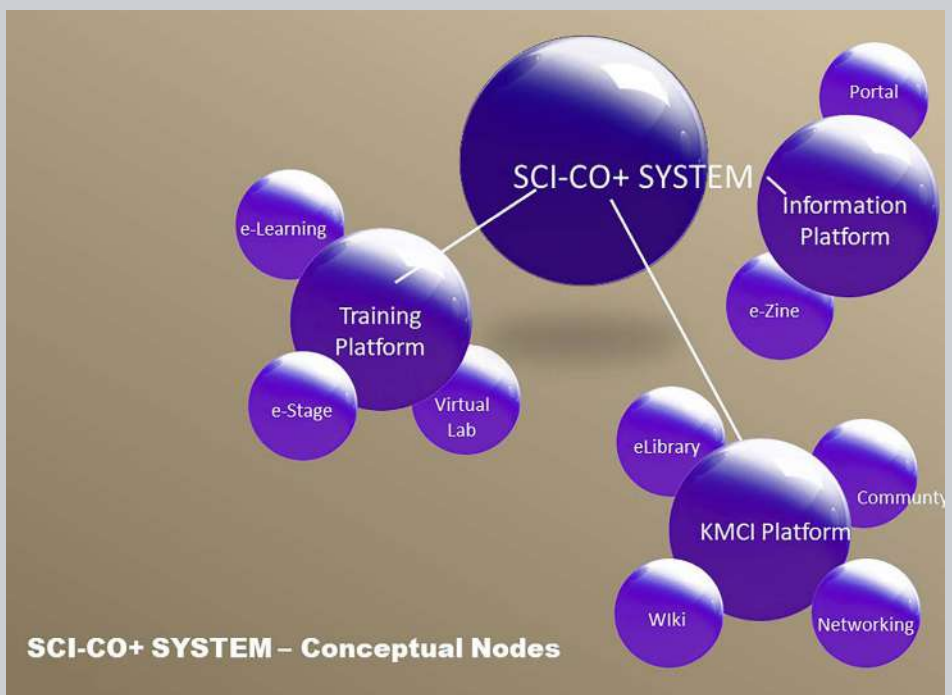 Portal
SCI-CO+ SYSTEM
Information
Platform
e-Learning
e-Zine
Training
Platform
e-Stage
Virtual
Lab
eLibrary
Communty
KMCI Platform
WIki
Networking
SCI-CO+ SYSTEM – Conceptual Nodes